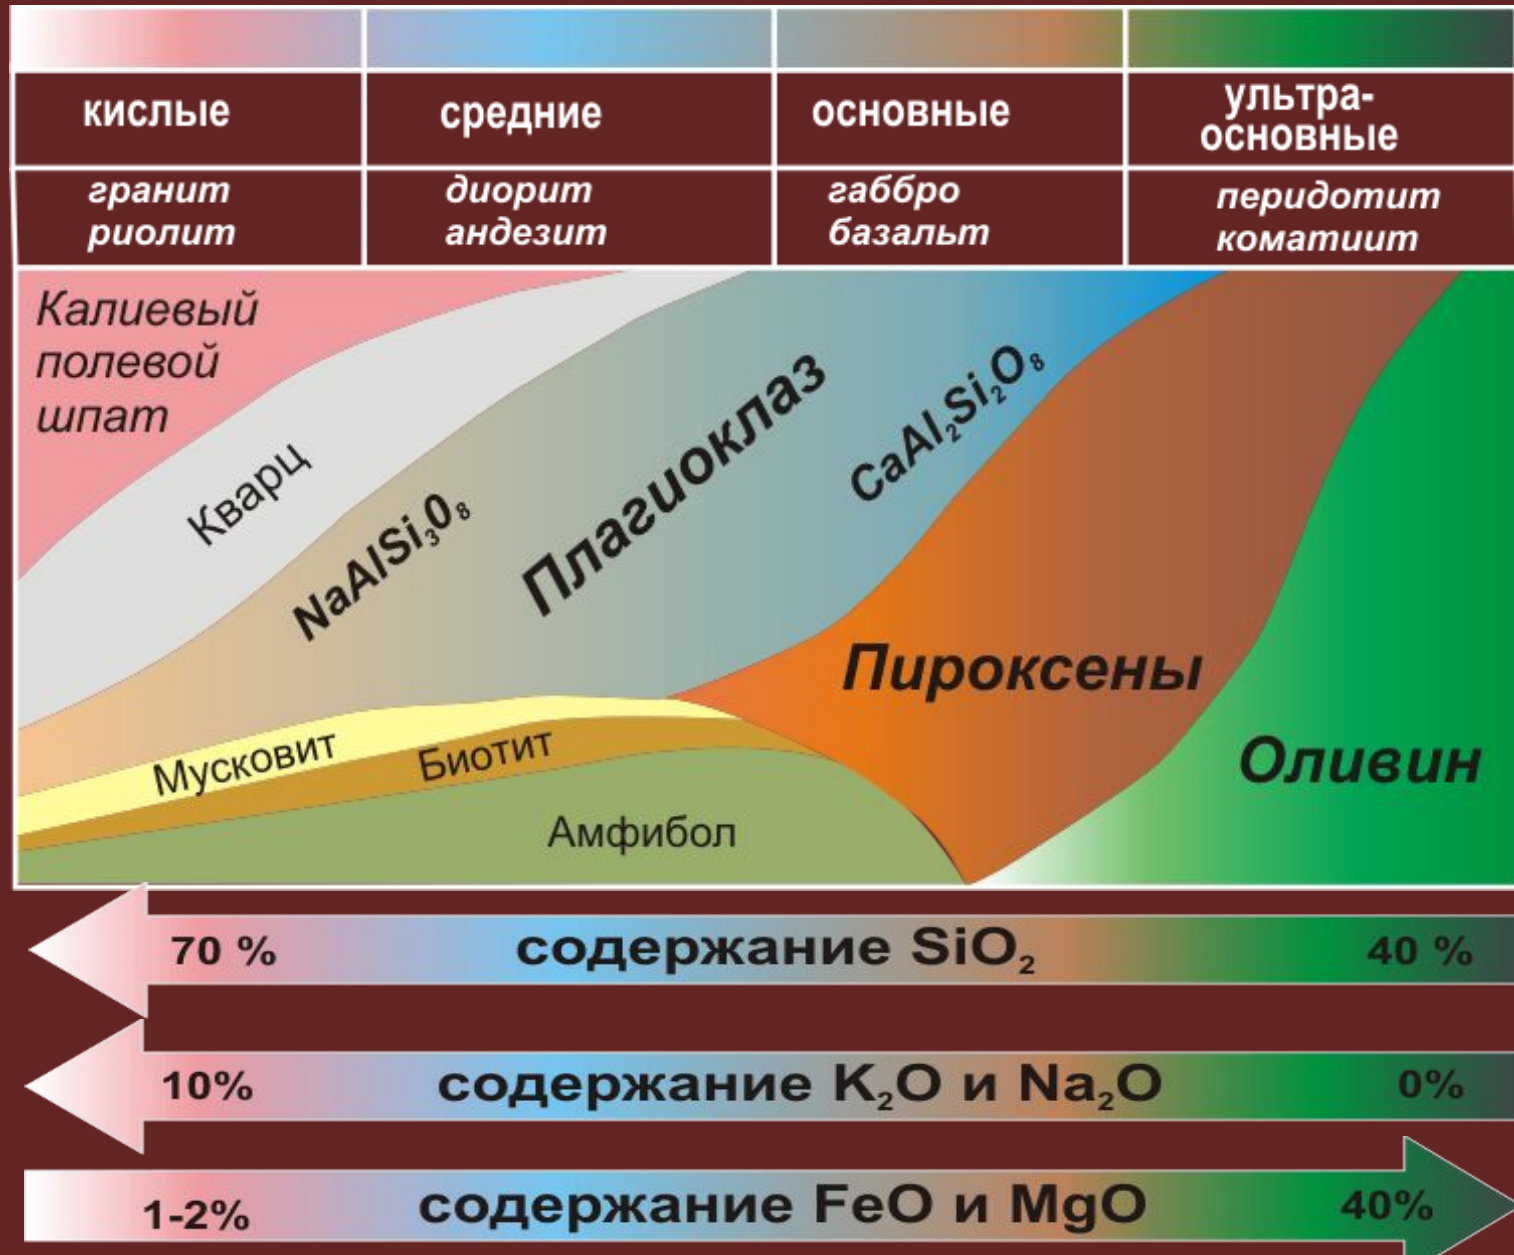 кислые
средние
основные
ультра-
основные
гранит
риолит
диорит
андезит
габбро
базальт
перидотит
коматиит
Калиевый
полевой
шпат
Кварц
NaAlSi₃0₈
Плагиоклаз
CaAl₂Si₂O₈
Пироксены
Мусковит
Биотит
Амфибол
Оливин
70 % содержание SiO₂ 40 %
10% содержание K₂O и Na₂O 0%
1-2% содержание FeO и MgO 40%